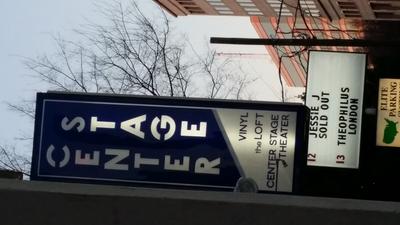 CENTER
STAGE
VINYL
the LOFT
CENTER STAGE
THEATER
12 JESSIE J
SOLD OUT
13 THEOPHILUS
LONDON
ELITE
PARKING